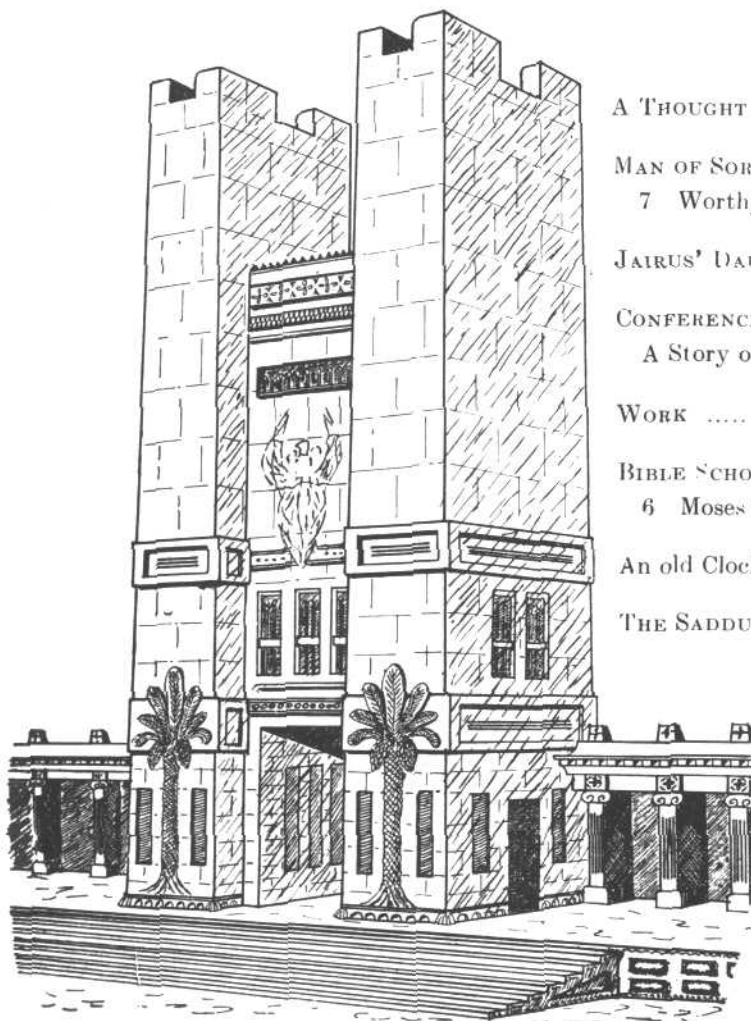 A THOUGHT
MAN OF SOR
7 Worth
JAIRUS' DAU
CONFERENC
A Story o
WORK .....
BIBLE SCHO
6 Moses
An old Cloc
THE SADDU